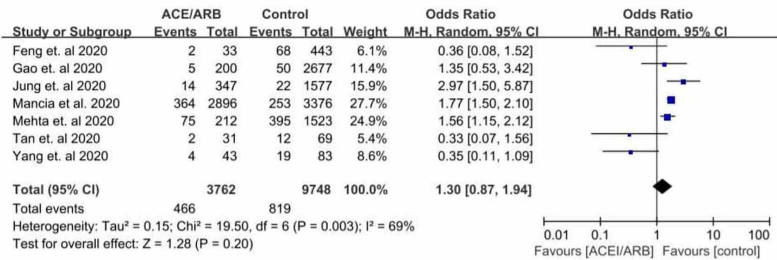 ACE/ARB Control Odds Ratio Odds Ratio
Study or Subgroup Events Total Events Total Weight M-H, Random, 95% CI M-H, Random, 95% CI
Feng et. al 2020 2 33 68 443 6.1% 0.36 [0.08, 1.52]
Gao et. al 2020 5 200 50 2677 11.4% 1.35 [0.53, 3.42]
Jung et. al 2020 14 347 22 1577 15.9% 2.97 [1.50, 5.87]
Mancia et. al 2020 364 2896 253 3376 27.7% 1.77 [1.50, 2.10]
Mehta et. al 2020 75 212 395 1523 24.9% 1.56 [1.15, 2.12]
Tan et. al 2020 2 31 12 69 5.4% 0.33 [0.07, 1.56]
Yang et. al 2020 4 43 19 83 8.6% 0.35 [0.11, 1.09]
Total (95% CI) 3762 9748 100.0% 1.30 [0.87, 1.94]
Total events 466 819
Heterogeneity: Tau² = 0.15; Chi² = 19.50, df = 6 (P = 0.003); I² = 69%
Test for overall effect: Z = 1.28 (P = 0.20)
0.01 0.1 1 10 100
Favours [ACEI/ARB] Favours [control]